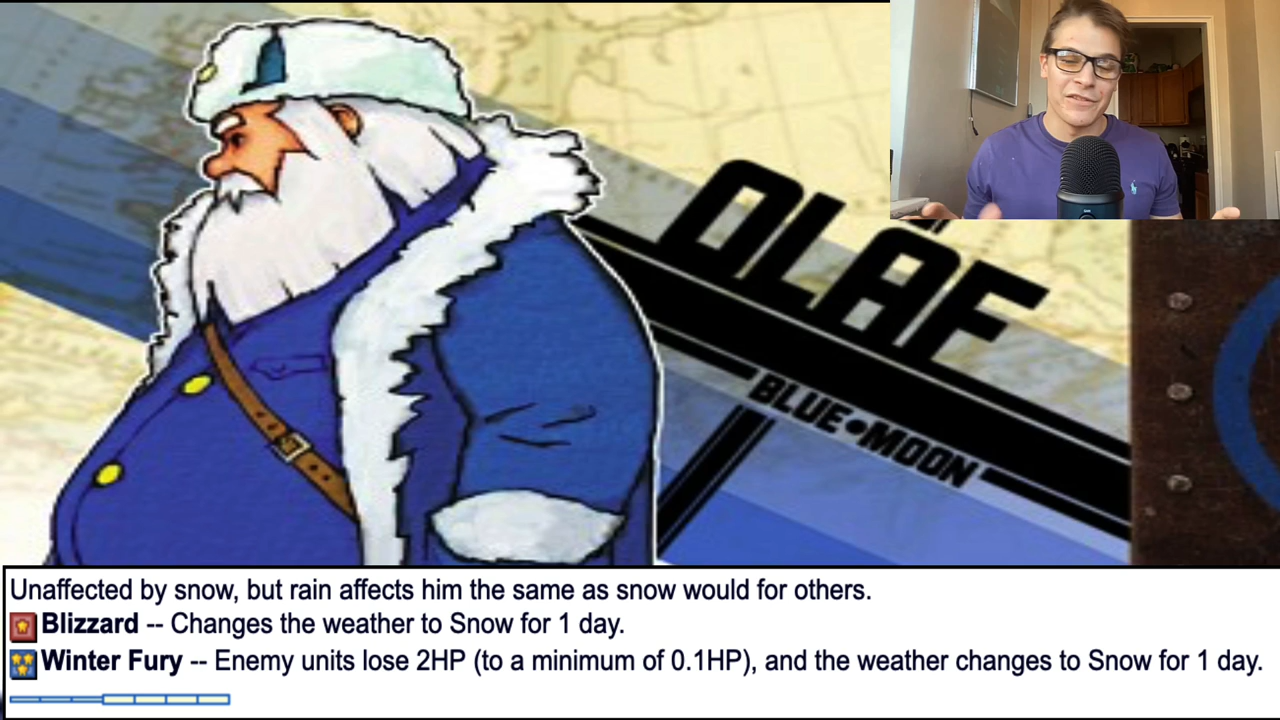 OLAF
BLUE•MOON
Unaffected by snow, but rain affects him the same as snow would for others.
Blizzard -- Changes the weather to Snow for 1 day.
Winter Fury -- Enemy units lose 2HP (to a minimum of 0.1HP), and the weather changes to Snow for 1 day.